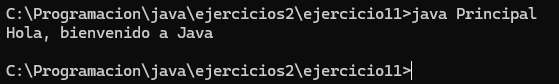 C:\Programacion\java\ejercicios2\ejercicio11>java Principal
Hola, bienvenido a Java
C:\Programacion\java\ejercicios2\ejercicio11>